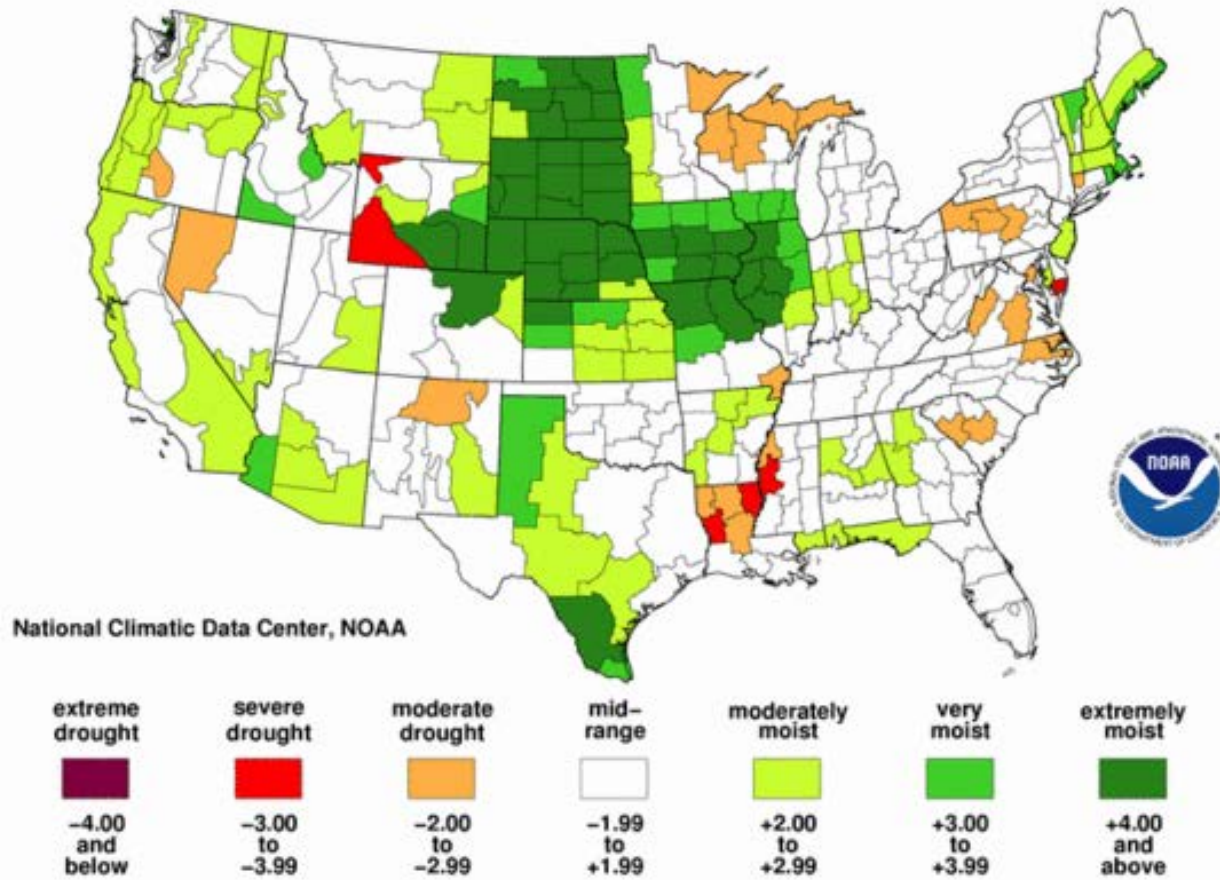 NOAA
National Climatic Data Center, NOAA
extreme drought
severe drought
moderate drought
mid-range
moderately moist
very moist
extremely moist
-4.00 and below
-3.00 to -3.99
-2.00 to -2.99
-1.99 to +1.99
+2.00 to +2.99
+3.00 to +3.99
+4.00 and above